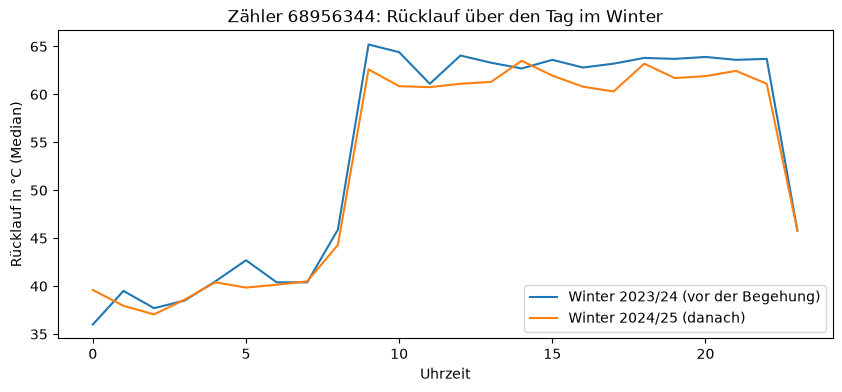 Zähler 68956344: Rücklauf über den Tag im Winter
Rücklauf in °C (Median)
65
60
55
50
45
40
35
Winter 2023/24 (vor der Begehung)
Winter 2024/25 (danach)
0 5 10 15 20
Uhrzeit